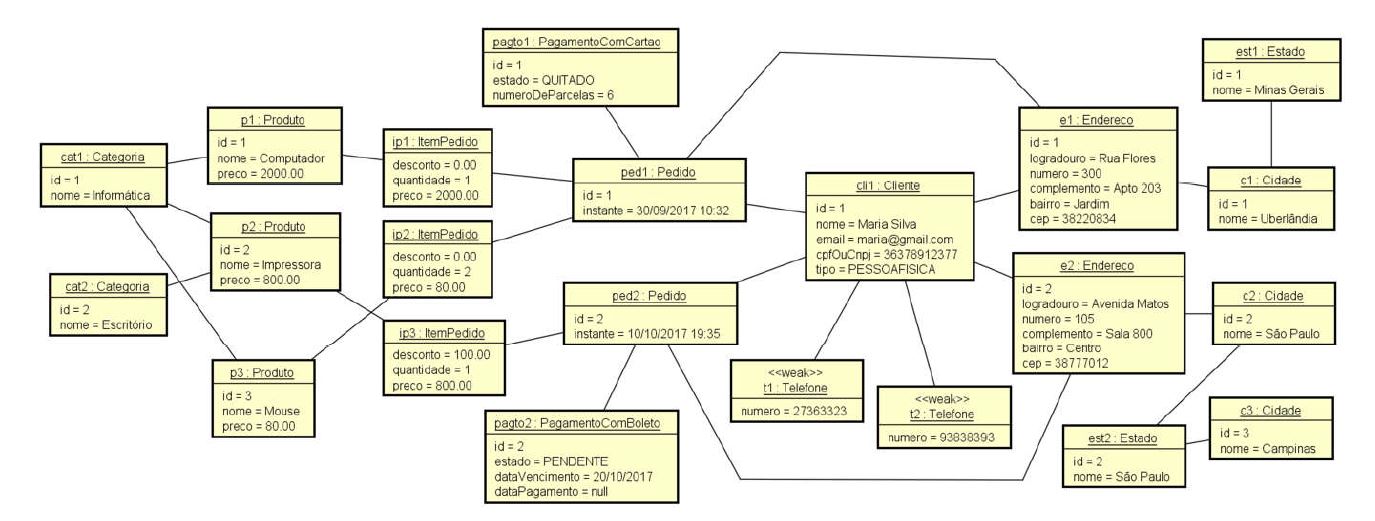 pagto1 : PagamentoComCartao
id = 1
estado = QUITADO
numeroDeParcelas = 6
est1 : Estado
id = 1
nome = Minas Gerais
p1 : Produto
id = 1
nome = Computador
preco = 2000.00
e1 : Endereco
id = 1
logradouro = Rua Flores
numero = 300
complemento = Apto 203
bairro = Jardim
cep = 38220834
ip1 : ItemPedido
desconto = 0.00
quantidade = 1
preco = 2000.00
cat1 : Categoria
id = 1
nome = Informática
ped1 : Pedido
id = 1
instante = 30/09/2017 10:32
cli1 : Cliente
id = 1
nome = Maria Silva
email = maria@gmail.com
cpfOuCnpj = 36378912377
tipo = PESSOAFISICA
c1 : Cidade
id = 1
nome = Uberlândia
p2 : Produto
id = 2
nome = Impressora
preco = 800.00
ip2 : ItemPedido
desconto = 0.00
quantidade = 2
preco = 80.00
e2 : Endereco
id = 2
logradouro = Avenida Matos
numero = 105
complemento = Sala 800
bairro = Centro
cep = 38777012
cat2 : Categoria
id = 2
nome = Escritório
ped2 : Pedido
id = 2
instante = 10/10/2017 19:35
c2 : Cidade
id = 2
nome = São Paulo
ip3 : ItemPedido
desconto = 100.00
quantidade = 1
preco = 800.00
p3 : Produto
id = 3
nome = Mouse
preco = 80.00
<<weak>>
t1 : Telefone
numero = 27363323
<<weak>>
t2 : Telefone
numero = 93838393
c3 : Cidade
id = 3
nome = Campinas
pagto2 : PagamentoComBoleto
id = 2
estado = PENDENTE
dataVencimento = 20/10/2017
dataPagamento = null
est2 : Estado
id = 2
nome = São Paulo